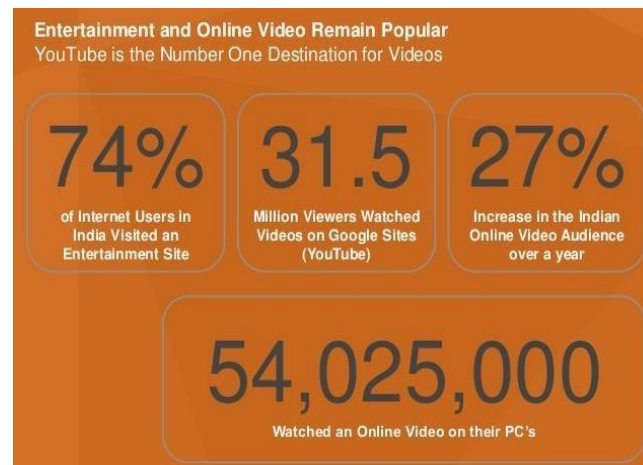 Entertainment and Online Video Remain Popular
YouTube is the Number One Destination for Videos
74%
of Internet Users in
India Visited an
Entertainment Site
31.5
Million Viewers Watched
Videos on Google Sites
(YouTube)
27%
Increase in the Indian
Online Video Audience
over a year
54,025,000
Watched an Online Video on their PC's